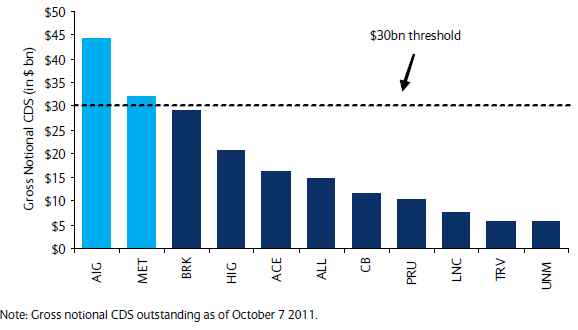 $50
$45
$40
$35
$30
$25
$20
$15
$10
$5
$0
Gross Notional CDS (in $ bn)
$30bn threshold
AIG
MET
BRK
HIG
ACE
ALL
CB
PRU
LNC
TRV
UNM
Note: Gross notional CDS outstanding as of October 7 2011.